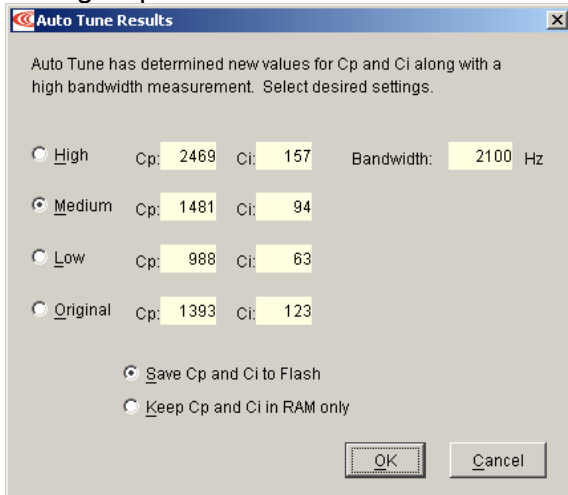 Auto Tune Results
Auto Tune has determined new values for Cp and Ci along with a
high bandwidth measurement. Select desired settings.
High Cp: 2469 Ci: 157 Bandwidth: 2100 Hz
Medium Cp: 1481 Ci: 94
Low Cp: 988 Ci: 63
Original Cp: 1393 Ci: 123
Save Cp and Ci to Flash
Keep Cp and Ci in RAM only
OK Cancel